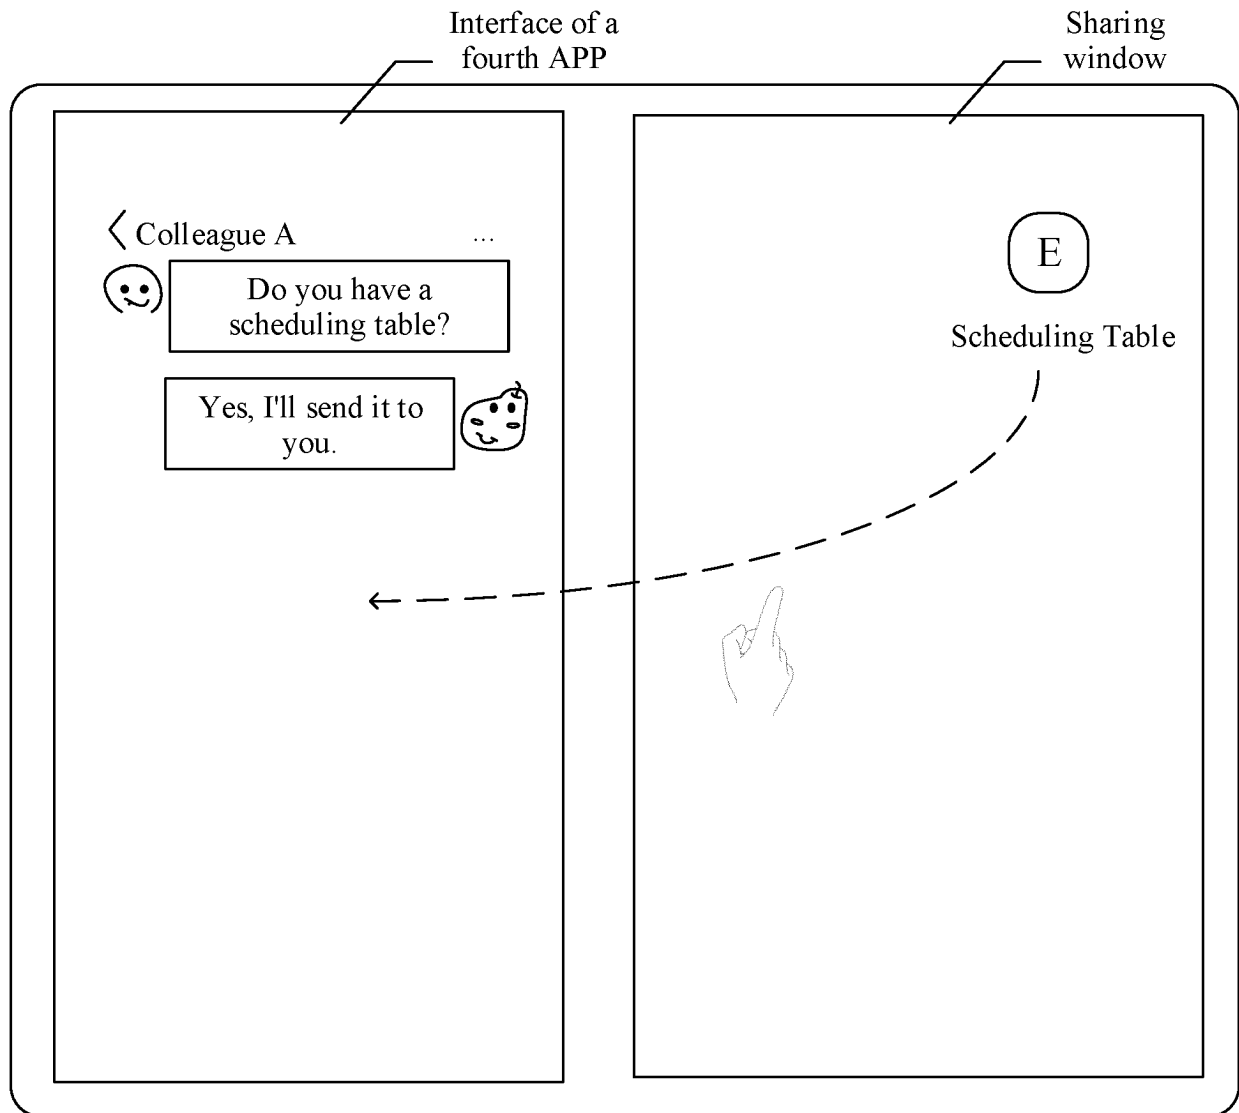 Interface of a
fourth APP
Sharing
window
Colleague A
...
Do you have a
scheduling table?
Yes, I'll send it to
you.
E
Scheduling Table